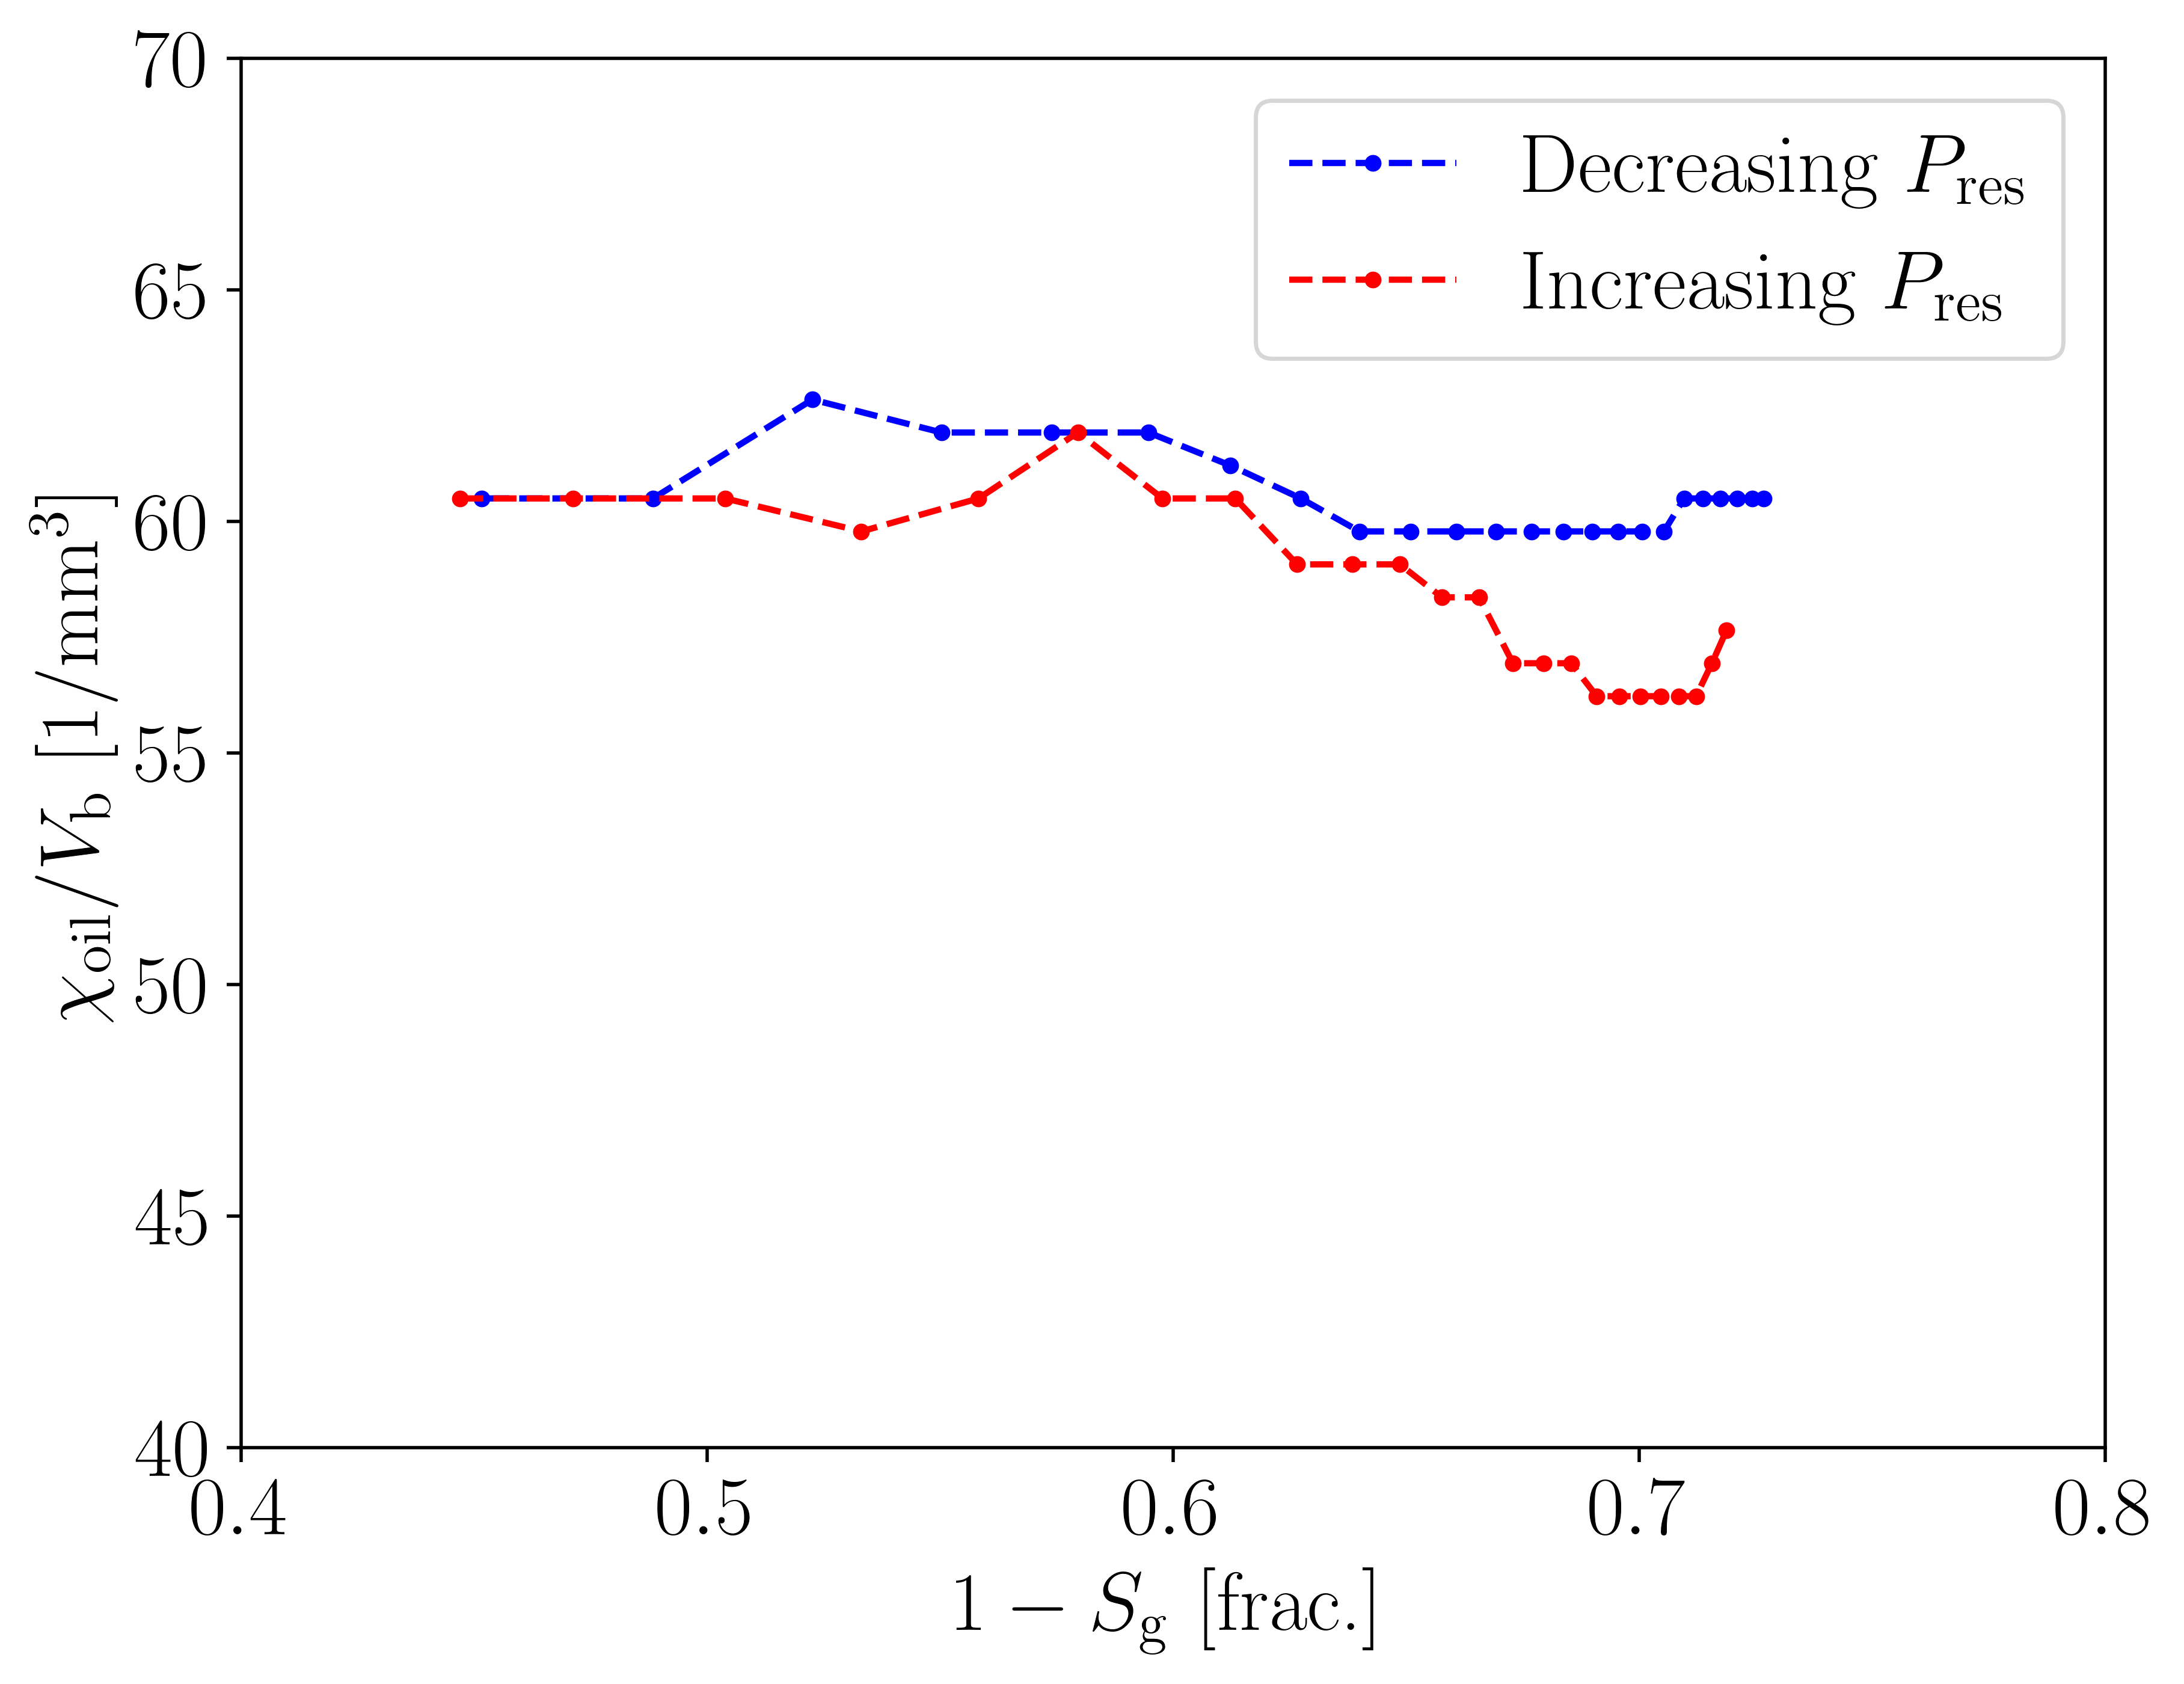 70
65
60
55
50
45
40
0.4 0.5 0.6 0.7 0.8
χoil/Vb [1/mm³]
1 − Sg [frac.]
Decreasing Pres
Increasing Pres